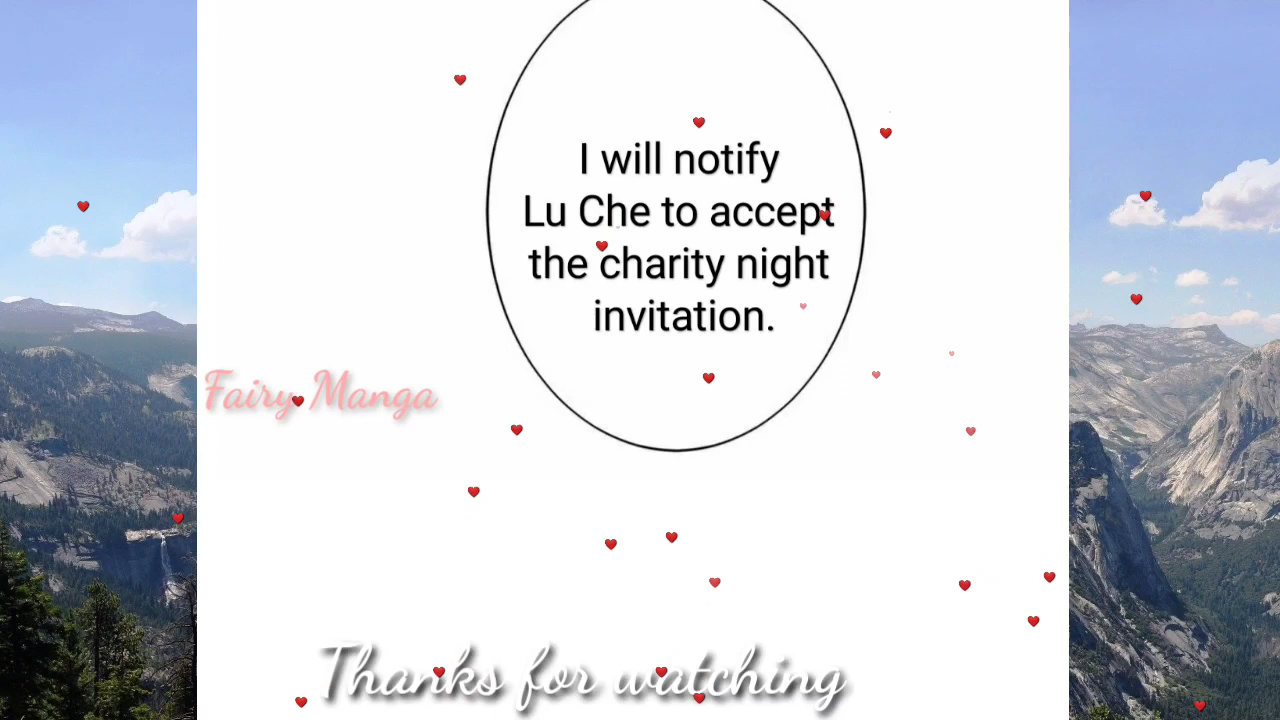 I will notify
Lu Che to accept
the charity night
invitation.
Fairy Manga
Thanks for watching